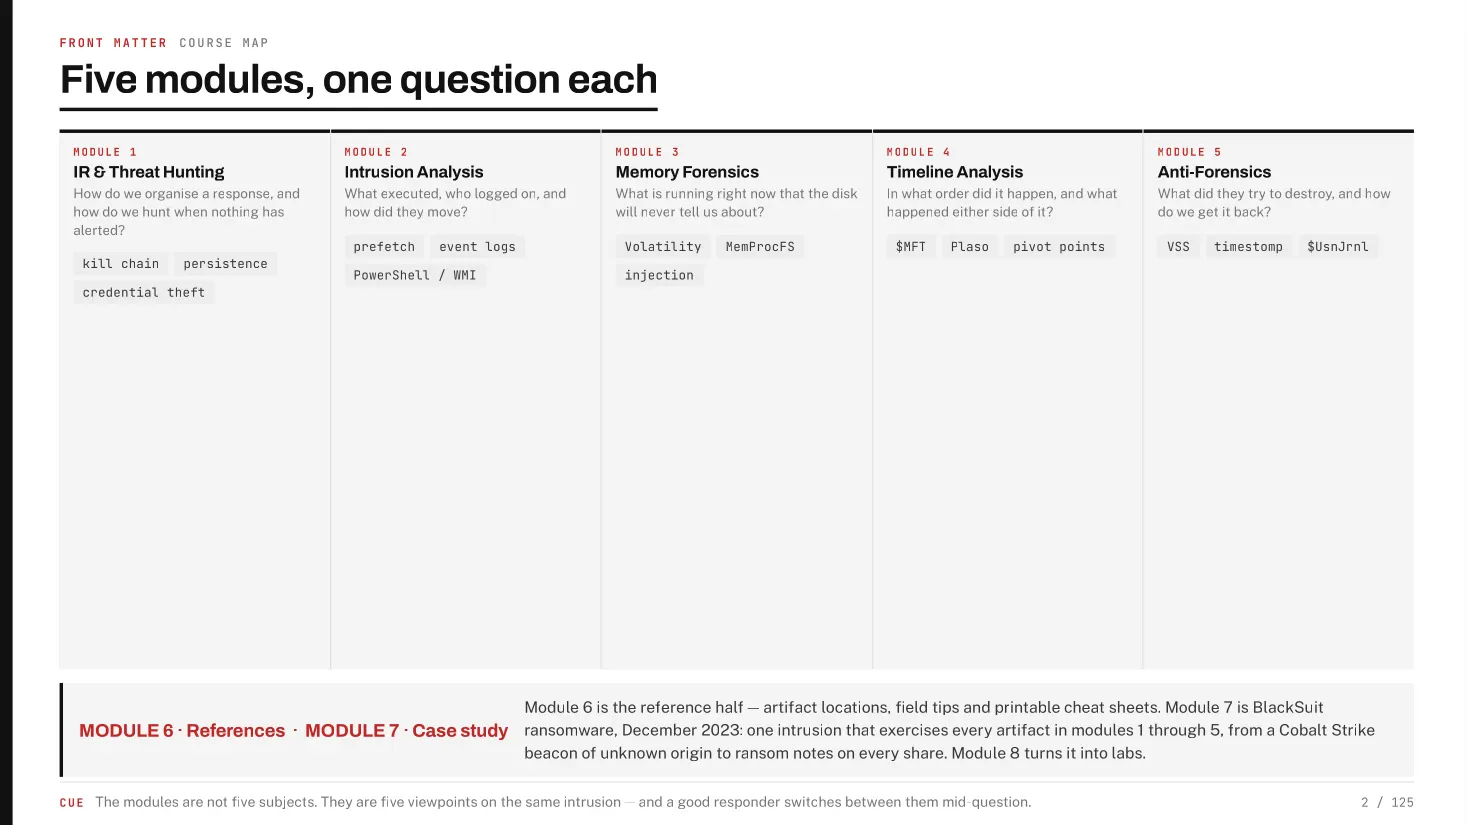 FRONT MATTER COURSE MAP
Five modules, one question each
MODULE 1
IR & Threat Hunting
How do we organise a response, and
how do we hunt when nothing has
alerted?
kill chain persistence
credential theft
MODULE 2
Intrusion Analysis
What executed, who logged on, and
how did they move?
prefetch event logs
PowerShell / WMI
MODULE 3
Memory Forensics
What is running right now that the disk
will never tell us about?
Volatility MemProcFS
injection
MODULE 4
Timeline Analysis
In what order did it happen, and what
happened either side of it?
$MFT Plaso pivot points
MODULE 5
Anti-Forensics
What did they try to destroy, and how
do we get it back?
VSS timestomp $UsnJrnl
MODULE 6 · References · MODULE 7 · Case study
Module 6 is the reference half — artifact locations, field tips and printable cheat sheets. Module 7 is BlackSuit
ransomware, December 2023: one intrusion that exercises every artifact in modules 1 through 5, from a Cobalt Strike
beacon of unknown origin to ransom notes on every share. Module 8 turns it into labs.
CUE The modules are not five subjects. They are five viewpoints on the same intrusion — and a good responder switches between them mid-question.
2 / 125